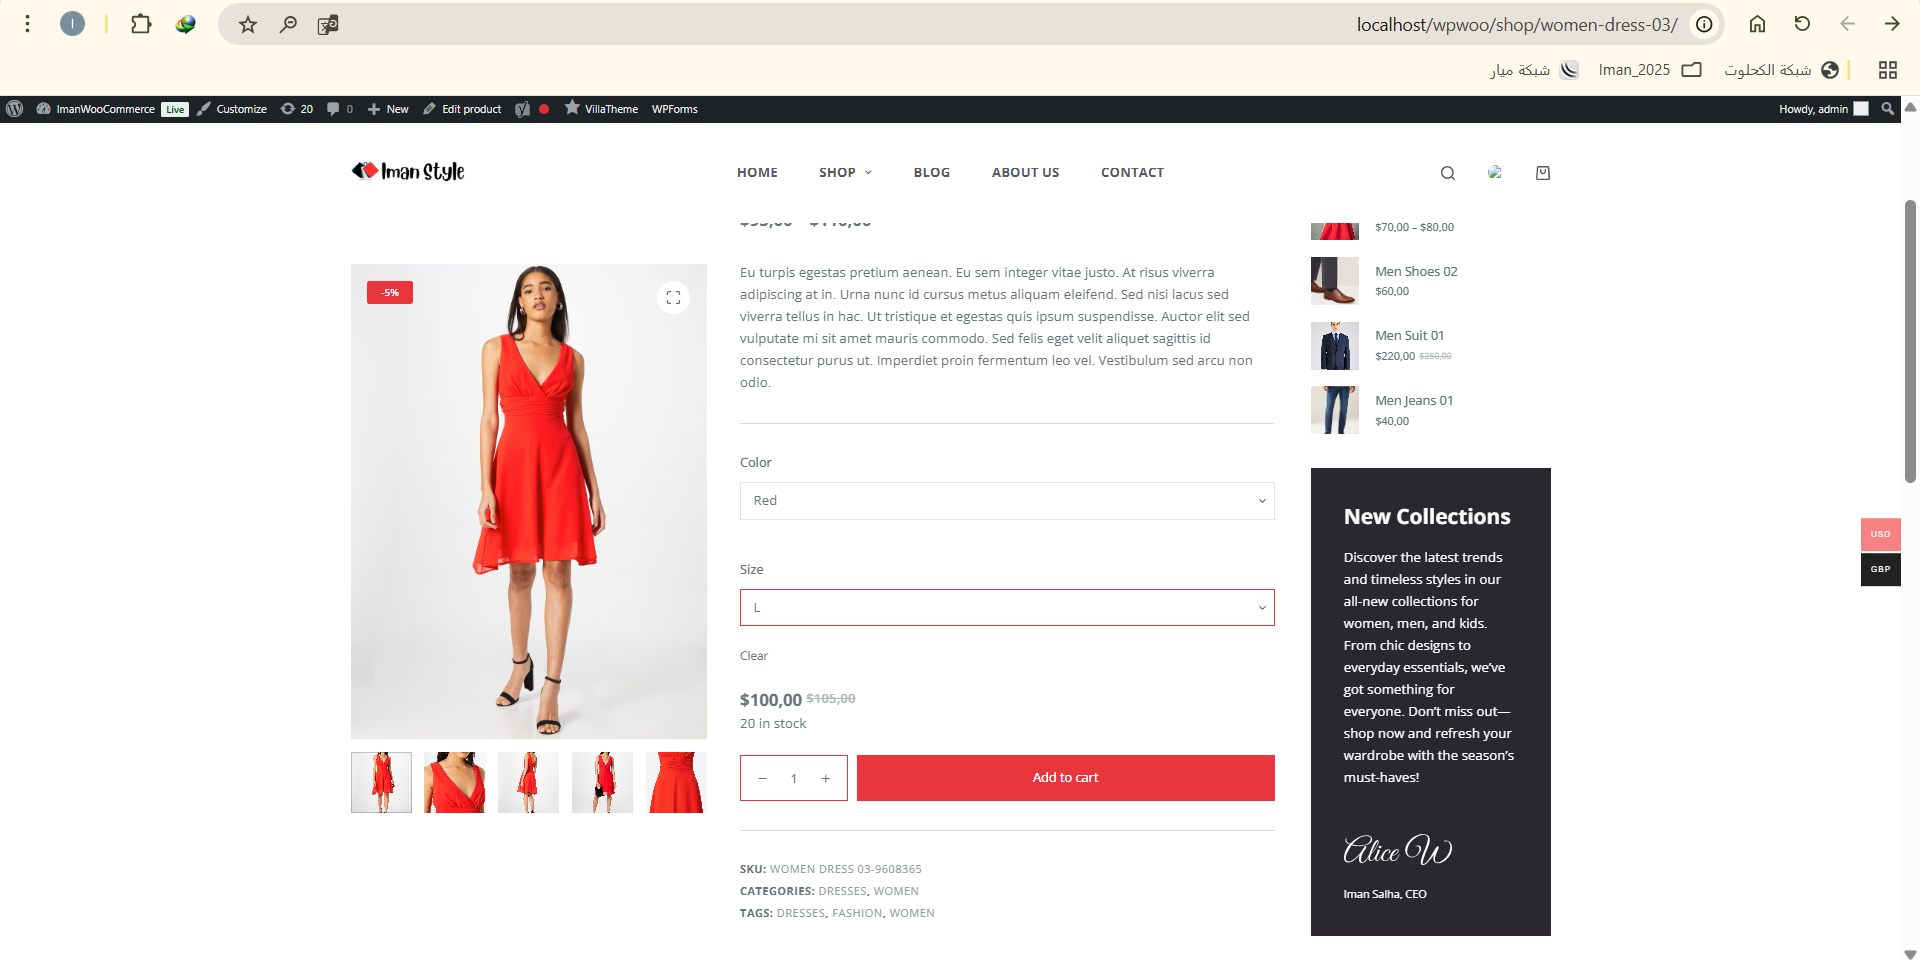 I
localhost/wpwoo/shop/women-dress-03/
شبكة الكحلوت
Iman_2025
شبكة ميار
ImanWooCommerce Live Customize 20 0 New Edit product VillaTheme WPForms
Howdy, admin
Iman Style
HOME SHOP BLOG ABOUT US CONTACT
-5%
Eu turpis egestas pretium aenean. Eu sem integer vitae justo. At risus viverra
adipiscing at in. Urna nunc id cursus metus aliquam eleifend. Sed nisi lacus sed
viverra tellus in hac. Ut tristique et egestas quis ipsum suspendisse. Auctor elit sed
vulputate mi sit amet mauris commodo. Sed felis eget velit aliquet sagittis id
consectetur purus ut. Imperdiet proin fermentum leo vel. Vestibulum sed arcu non
odio.
Color
Red
Size
L
Clear
$100,00 $105,00
20 in stock
− 1 +
Add to cart
SKU: WOMEN DRESS 03-9608365
CATEGORIES: DRESSES, WOMEN
TAGS: DRESSES, FASHION, WOMEN
$70,00 – $80,00
Men Shoes 02
$60,00
Men Suit 01
$220,00 $250,00
Men Jeans 01
$40,00
New Collections
Discover the latest trends
and timeless styles in our
all-new collections for
women, men, and kids.
From chic designs to
everyday essentials, we’ve
got something for
everyone. Don’t miss out—
shop now and refresh your
wardrobe with the season’s
must-haves!
Alice W
Iman Salha, CEO
USD
GBP